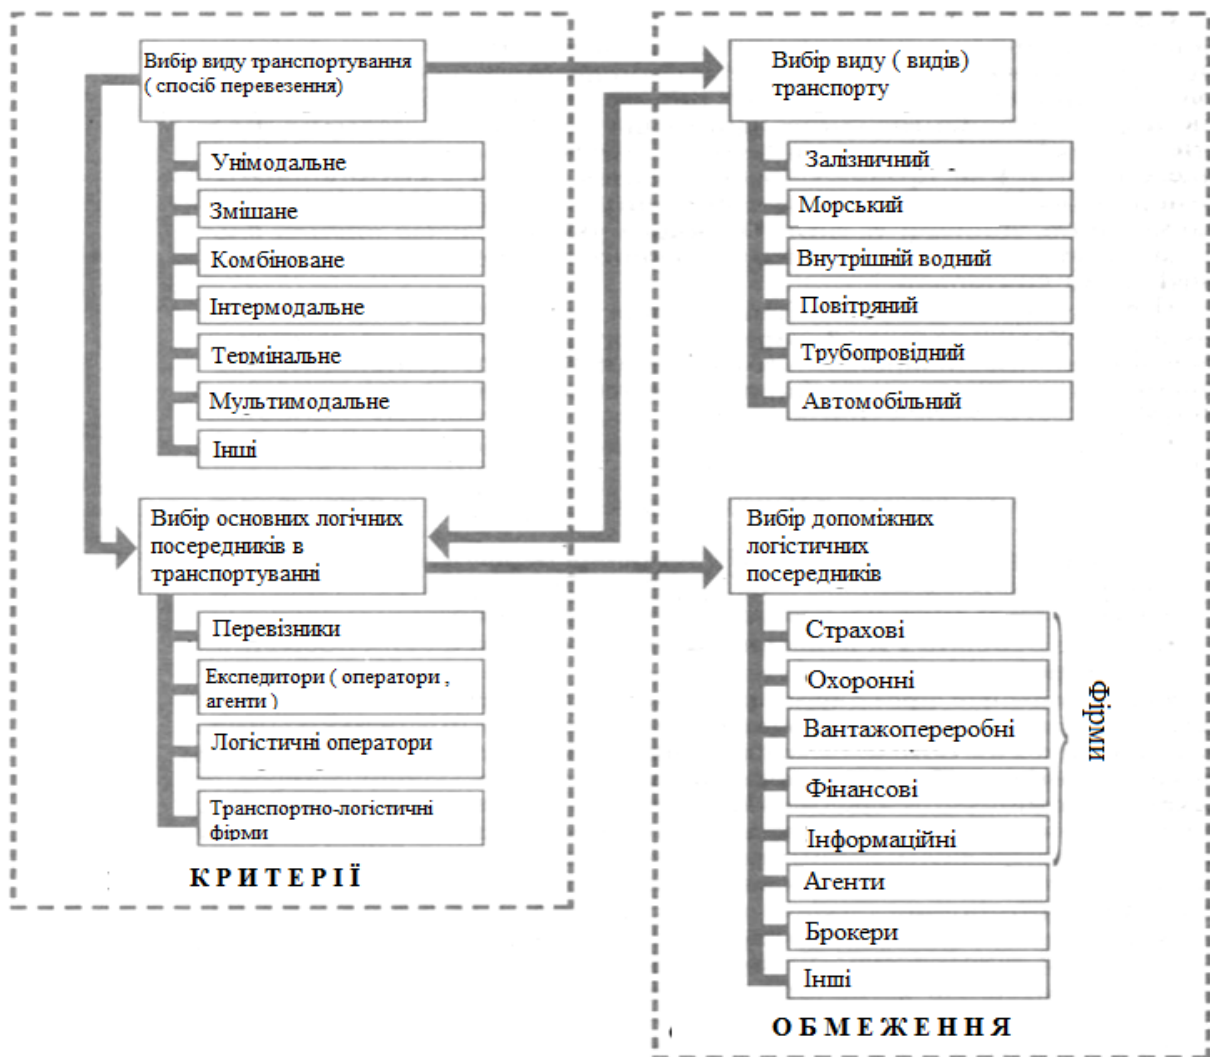 Вибір виду транспортування
( спосіб перевезення)
Унімодальне
Змішане
Комбіноване
Інтермодальне
Термінальне
Мультимодальне
Інші
Вибір виду ( видів)
транспорту
Залізничний
Морський
Внутрішній водний
Повітряний
Трубопровідний
Автомобільний
Вибір основних логічних
посередників в
транспортуванні
Перевізники
Експедитори ( оператори ,
агенти )
Логістичні оператори
Транспортно-логістичні
фірми
КРИТЕРІЇ
Вибір допоміжних
логістичних
посередників
Страхові
Охоронні
Вантажопереробні
Фінансові
Інформаційні
Фірми
Агенти
Брокери
Інші
ОБМЕЖЕННЯ